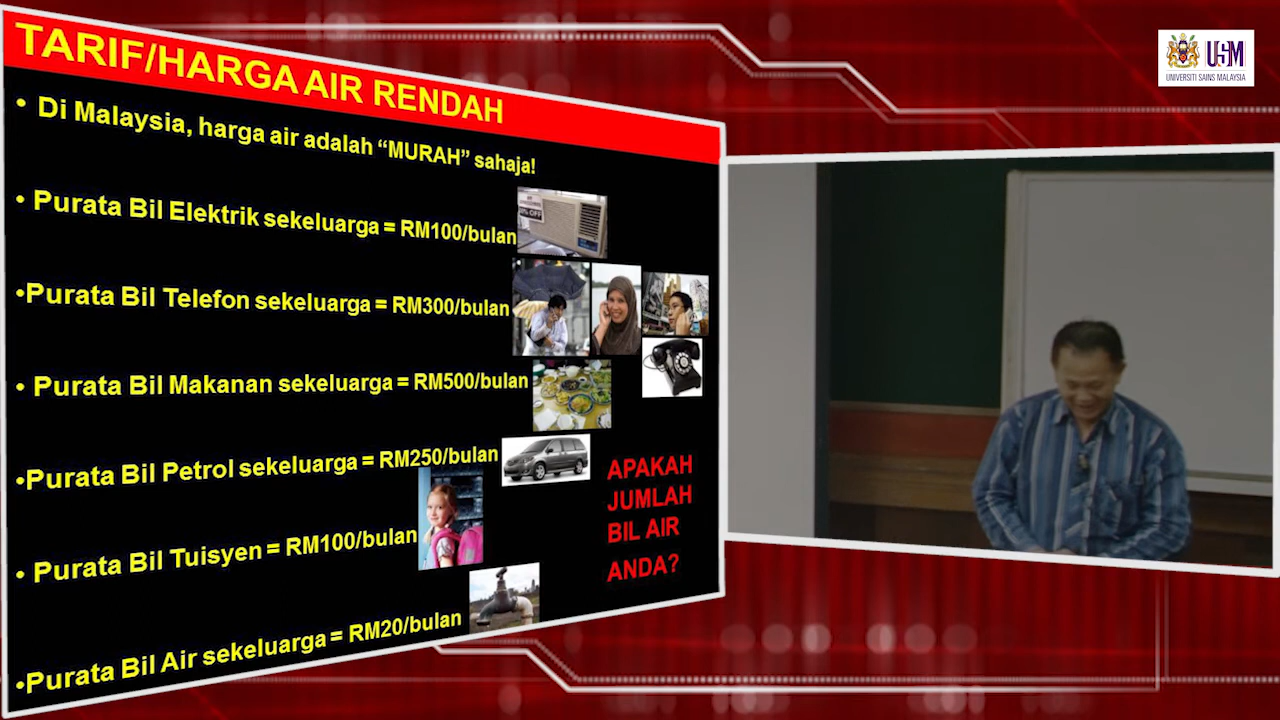 TARIF/HARGA AIR RENDAH
• Di Malaysia, harga air adalah “MURAH” sahaja!
• Purata Bil Elektrik sekeluarga = RM100/bulan
•Purata Bil Telefon sekeluarga = RM300/bulan
• Purata Bil Makanan sekeluarga = RM500/bulan
•Purata Bil Petrol sekeluarga = RM250/bulan
• Purata Bil Tuisyen = RM100/bulan
•Purata Bil Air sekeluarga = RM20/bulan
APAKAH
JUMLAH
BIL AIR
ANDA?
USM
UNIVERSITI SAINS MALAYSIA